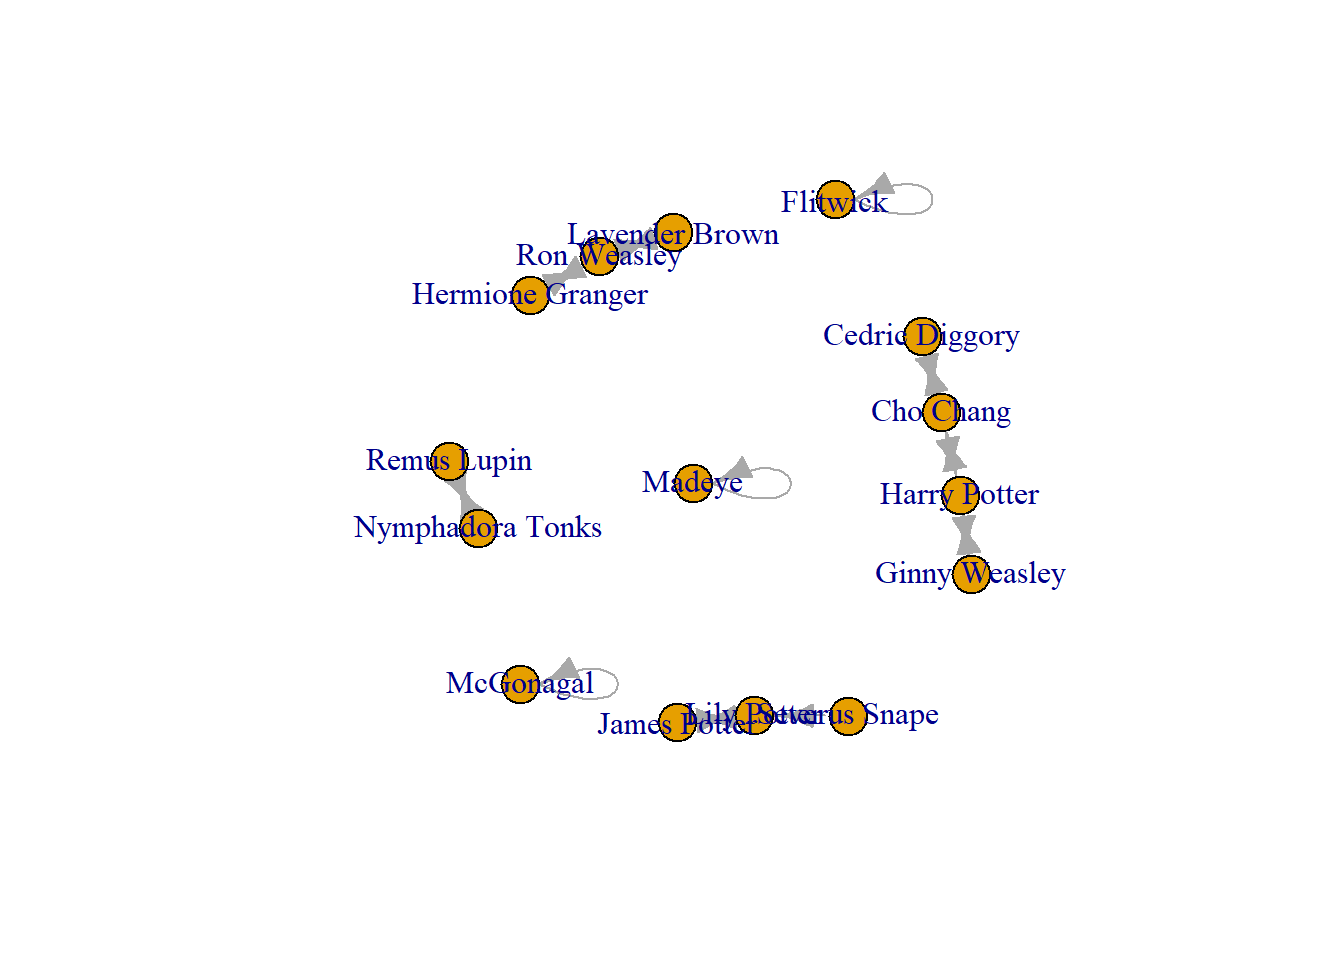 Flitwick
Lavender Brown
Ron Weasley
Hermione Granger
Cedric Diggory
Cho Chang
Remus Lupin
Madeye
Harry Potter
Nymphadora Tonks
Ginny Weasley
McGonagal
Lily Potter
Severus Snape
James Potter